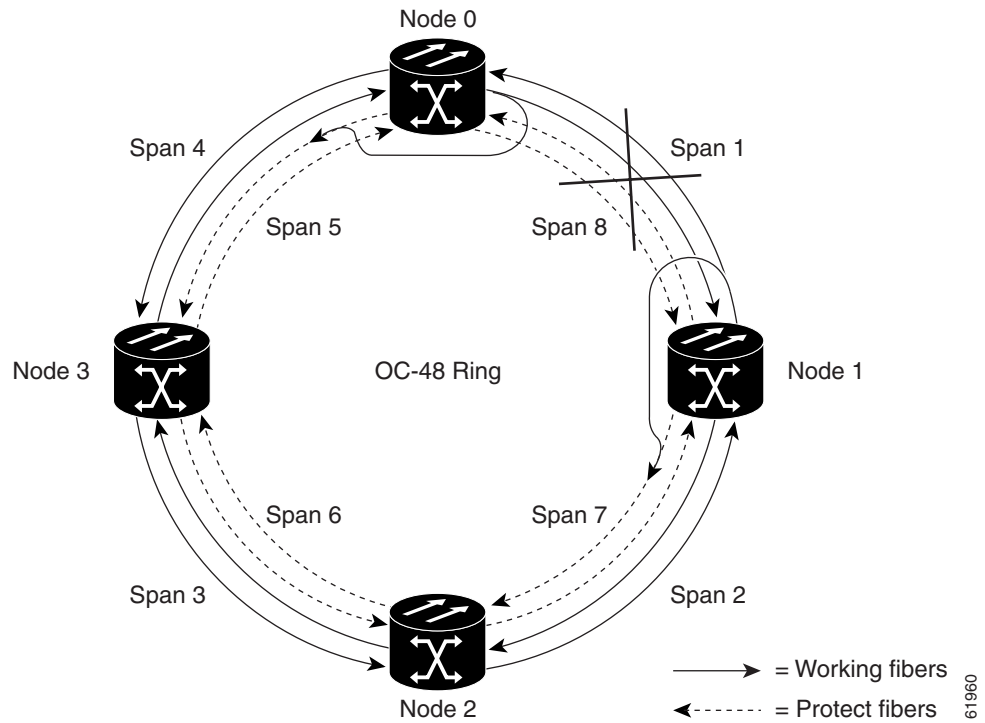 Node 0
Span 4
Span 1
Span 5
Span 8
Node 3
OC-48 Ring
Node 1
Span 6
Span 7
Span 3
Span 2
= Working fibers
= Protect fibers
Node 2
61960